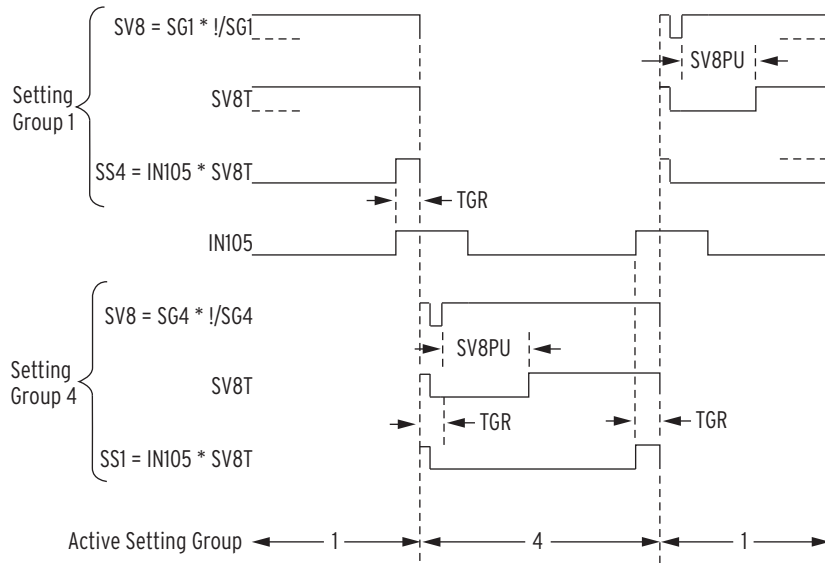 SV8 = SG1 * !/SG1
SV8PU
Setting
Group 1
SV8T
SS4 = IN105 * SV8T
TGR
IN105
SV8 = SG4 * !/SG4
SV8PU
Setting
Group 4
SV8T
TGR
TGR
SS1 = IN105 * SV8T
Active Setting Group
1
4
1